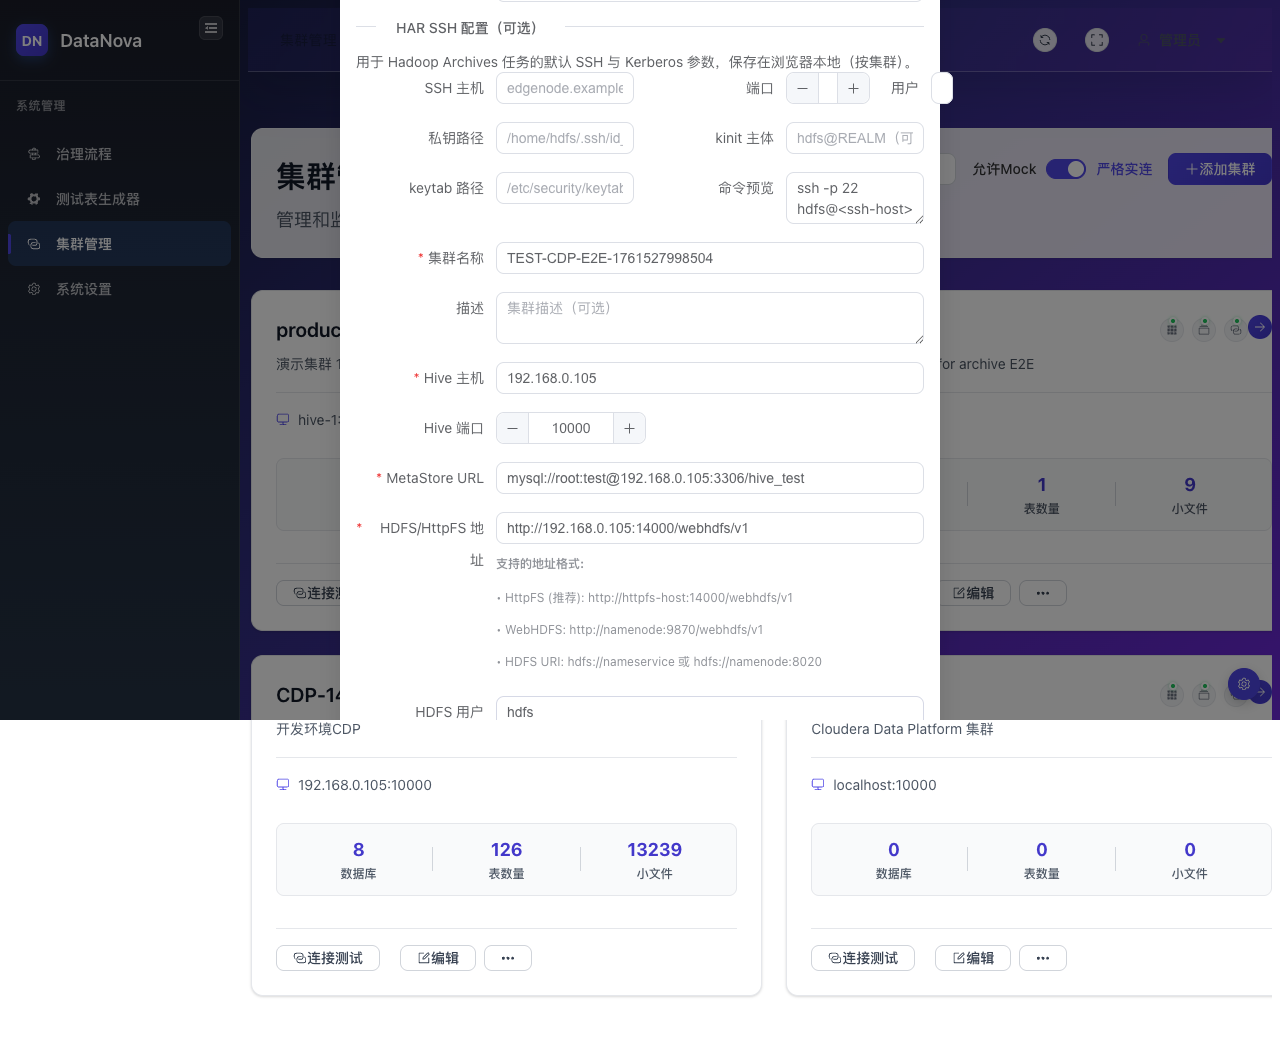 DN DataNova
系统管理
治理流程
测试表生成器
集群管理
系统设置
管理员
集群管
管理和监
允许Mock 严格实连 添加集群
HAR SSH 配置（可选）
用于 Hadoop Archives 任务的默认 SSH 与 Kerberos 参数，保存在浏览器本地（按集群）。
SSH 主机 edgenode.example 端口 用户
私钥路径 /home/hdfs/.ssh/id_ kinit 主体 hdfs@REALM（可
keytab 路径 /etc/security/keytab 命令预览 ssh -p 22
hdfs@<ssh-host>
* 集群名称 TEST-CDP-E2E-1761527998504
描述 集群描述（可选）
* Hive 主机 192.168.0.105
Hive 端口 10000
* MetaStore URL mysql://root:test@192.168.0.105:3306/hive_test
* HDFS/HttpFS 地址 http://192.168.0.105:14000/webhdfs/v1
支持的地址格式：
• HttpFS (推荐): http://httpfs-host:14000/webhdfs/v1
• WebHDFS: http://namenode:9870/webhdfs/v1
• HDFS URI: hdfs://nameservice 或 hdfs://namenode:8020
HDFS 用户 hdfs
produc
演示集群 1
hive-1
连接测
for archive E2E
1 9
表数量 小文件
编辑 •••
CDP-14
开发环境CDP
192.168.0.105:10000
8 126 13239
数据库 表数量 小文件
连接测试 编辑 •••
Cloudera Data Platform 集群
localhost:10000
0 0 0
数据库 表数量 小文件
连接测试 编辑 •••